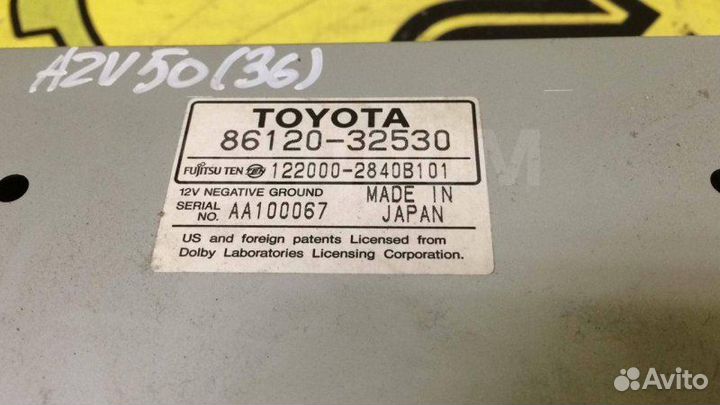 AZV50(36)
TOYOTA
86120-32530
FUJITSU TEN 122000-2840B101
12V NEGATIVE GROUND
SERIAL NO. AA100067
MADE IN
JAPAN
US and foreign patents Licensed from
Dolby Laboratories Licensing Corporation.
Avito